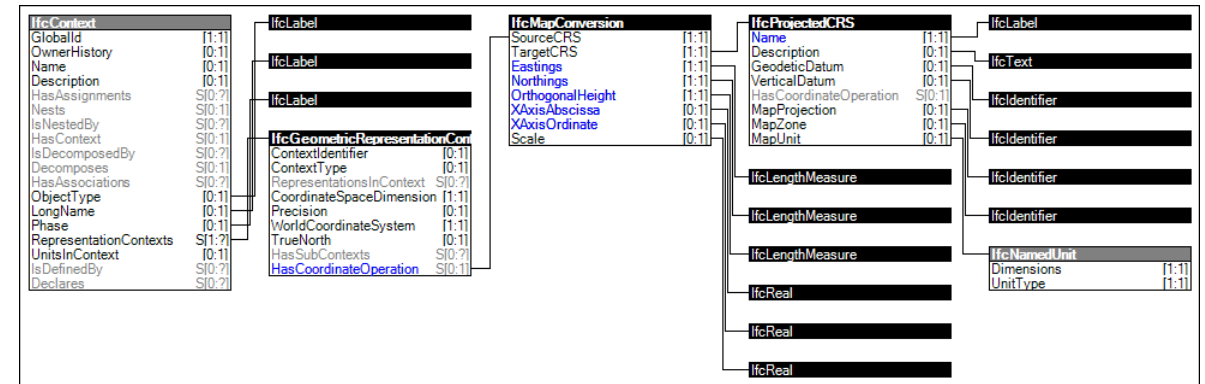 IfcContext
GlobalId [1:1]
OwnerHistory [0:1]
Name [0:1]
Description [0:1]
HasAssignments S[0:?]
Nests S[0:1]
IsNestedBy S[0:?]
HasContext S[0:1]
IsDecomposedBy S[0:?]
Decomposes S[0:1]
HasAssociations S[0:?]
ObjectType [0:1]
LongName [0:1]
Phase [0:1]
RepresentationContexts S[1:?]
UnitsInContext [0:1]
IsDefinedBy S[0:?]
Declares S[0:?]
IfcLabel
IfcLabel
IfcLabel
IfcGeometricRepresentationCont
ContextIdentifier [0:1]
ContextType [0:1]
RepresentationsInContext S[0:?]
CoordinateSpaceDimension [1:1]
Precision [0:1]
WorldCoordinateSystem [1:1]
TrueNorth [0:1]
HasSubContexts S[0:?]
HasCoordinateOperation S[0:1]
IfcMapConversion
SourceCRS [1:1]
TargetCRS [1:1]
Eastings [1:1]
Northings [1:1]
OrthogonalHeight [1:1]
XAxisAbscissa [0:1]
XAxisOrdinate [0:1]
Scale [0:1]
IfcProjectedCRS
Name [1:1]
Description [0:1]
GeodeticDatum [0:1]
VerticalDatum [0:1]
HasCoordinateOperation S[0:1]
MapProjection [0:1]
MapZone [0:1]
MapUnit [0:1]
IfcLengthMeasure
IfcLengthMeasure
IfcLengthMeasure
IfcReal
IfcReal
IfcReal
IfcLabel
IfcText
IfcIdentifier
IfcIdentifier
IfcIdentifier
IfcIdentifier
IfcNamedUnit
Dimensions [1:1]
UnitType [1:1]